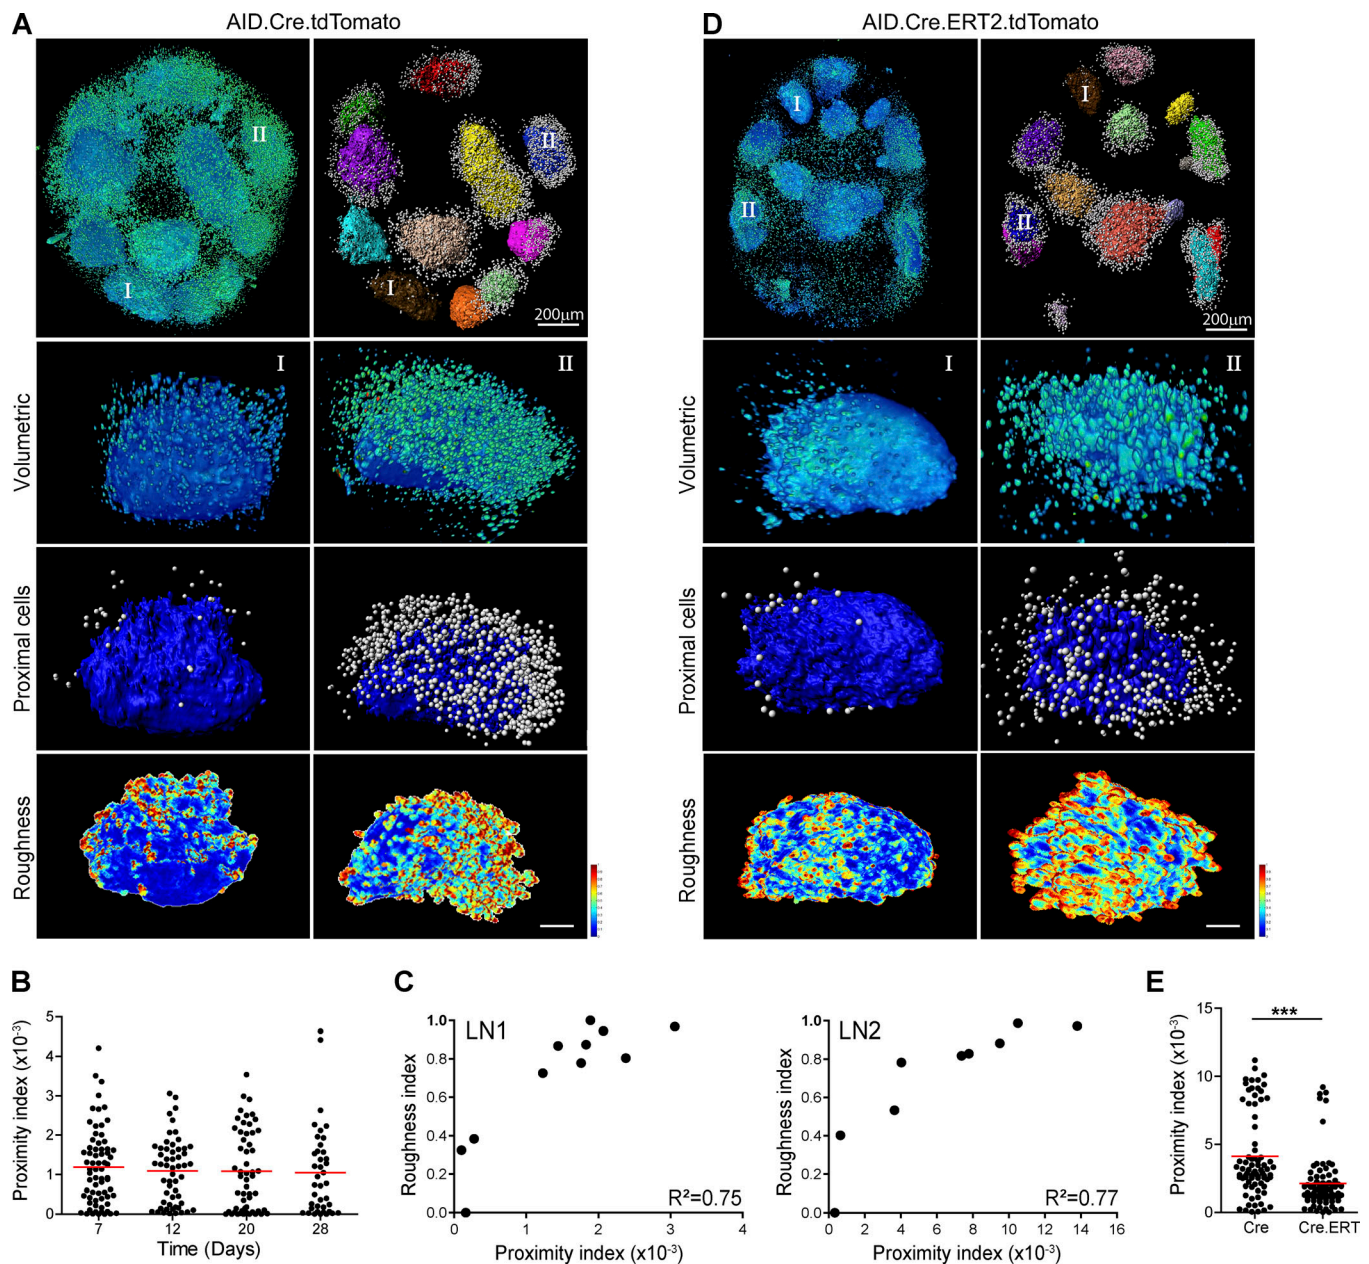 A
AID.Cre.tdTomato
II
I
II
I
200μm
Volumetric
I
II
Proximal cells
Roughness
D
AID.Cre.ERT2.tdTomato
I
II
I
II
200μm
Volumetric
I
II
Proximal cells
Roughness
B
Proximity index (x10⁻³)
5
4
3
2
1
0
7
12
20
28
Time (Days)
C
LN1
Roughness index
1.0
0.8
0.6
0.4
0.2
0.0
R²=0.75
0
1
2
3
4
Proximity index (x10⁻³)
LN2
Roughness index
1.0
0.8
0.6
0.4
0.2
0.0
R²=0.77
0
2
4
6
8
10
12
14
16
Proximity index (x10⁻³)
E
***
Proximity index (x10⁻³)
15
10
5
0
Cre
Cre.ERT